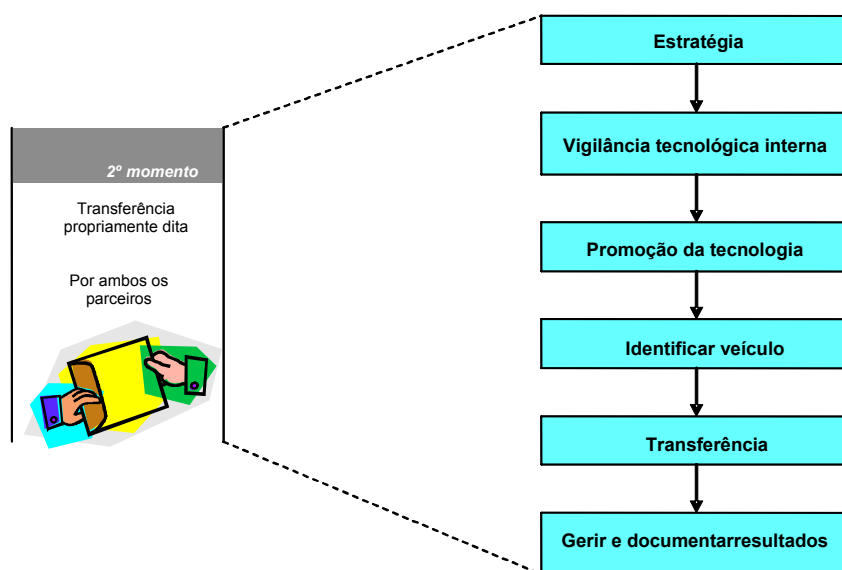 2º momento
Transferência
propriamente dita
Por ambos os
parceiros
Estratégia
Vigilância tecnológica interna
Promoção da tecnologia
Identificar veículo
Transferência
Gerir e documentarresultados